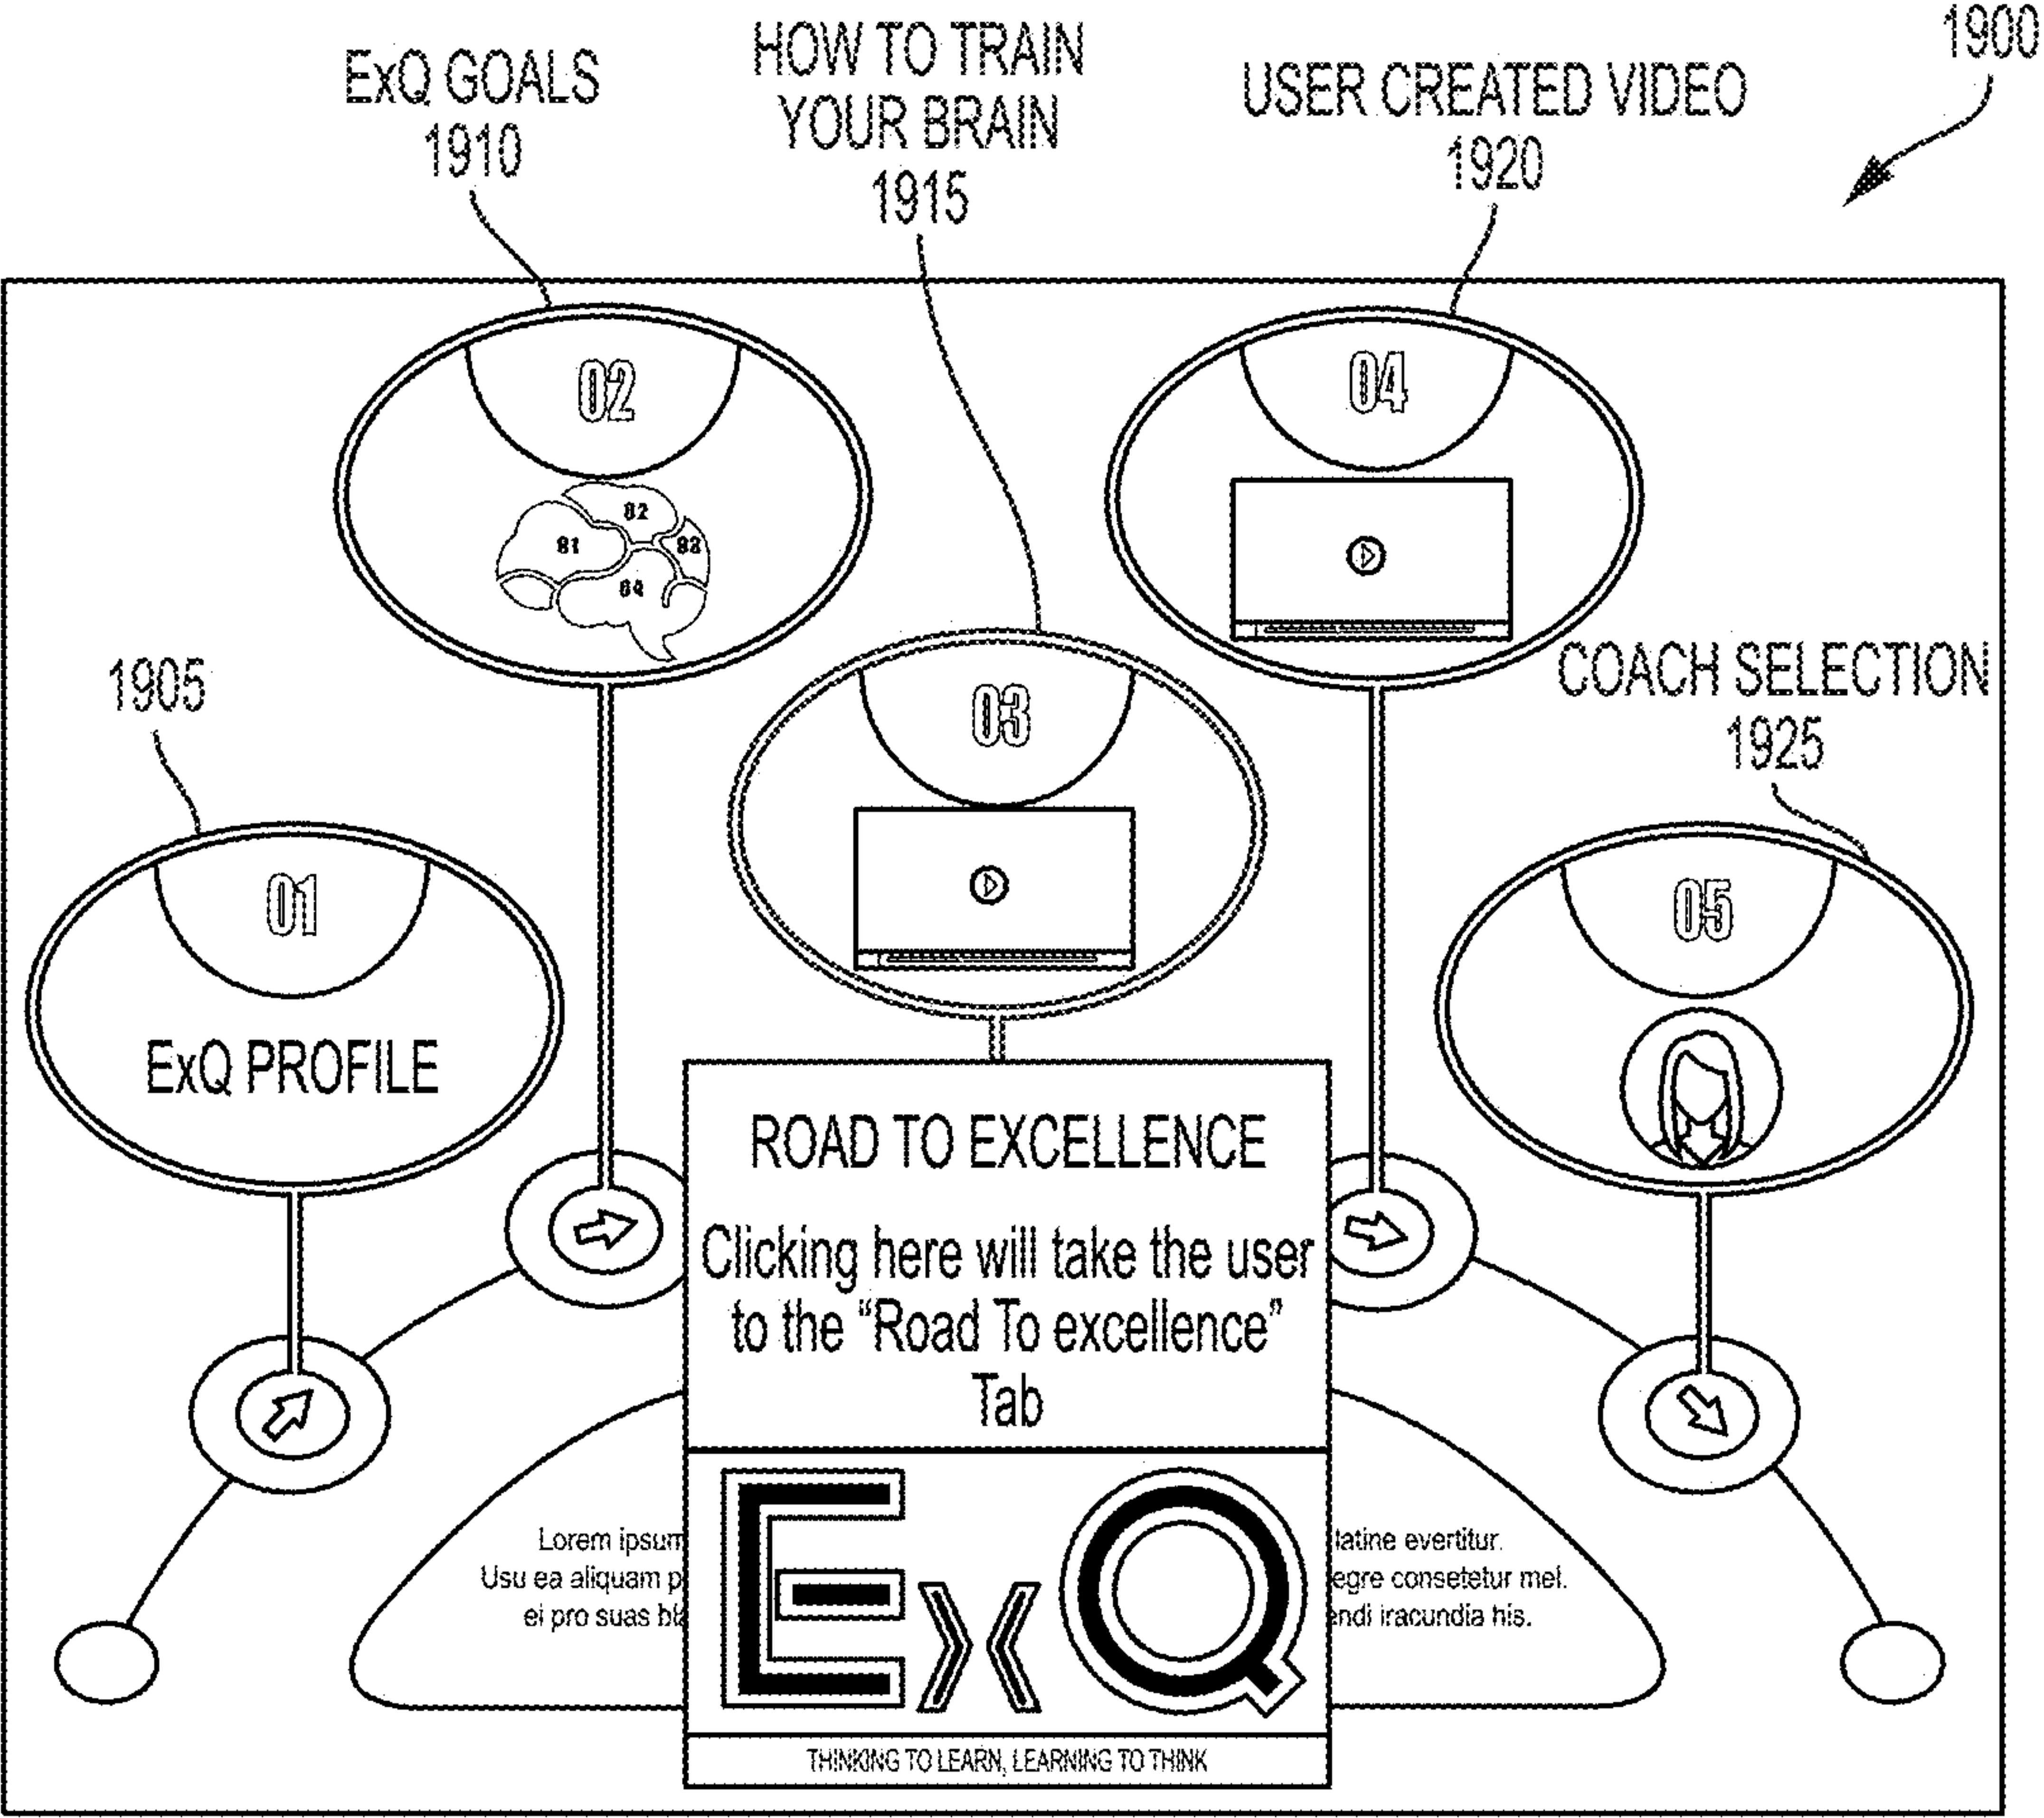 1900
ExQ GOALS
1910
HOW TO TRAIN
YOUR BRAIN
1915
USER CREATED VIDEO
1920
02
04
03
1905
COACH SELECTION
1925
01
ExQ PROFILE
05
ROAD TO EXCELLENCE
Clicking here will take the user
to the “Road To excellence”
Tab
Lorem ipsum
latine evertitur.
Usu ea aliquam p
egre consetetur mel.
ei pro suas bla
endi iracundia his.
ExQ
THINKING TO LEARN, LEARNING TO THINK